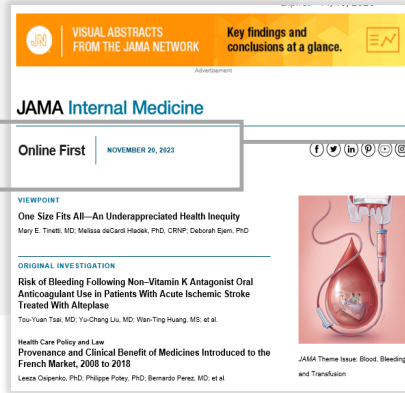 JN
VISUAL ABSTRACTS
FROM THE JAMA NETWORK
Key findings and
conclusions at a glance.
Advertisement
JAMA Internal Medicine
Online First
NOVEMBER 20, 2023
VIEWPOINT
One Size Fits All—An Underappreciated Health Inequity
Mary E. Tinetti, MD; Melissa deCardi Hladek, PhD, CRNP; Deborah Ejem, PhD
ORIGINAL INVESTIGATION
Risk of Bleeding Following Non–Vitamin K Antagonist Oral
Anticoagulant Use in Patients With Acute Ischemic Stroke
Treated With Alteplase
Tou-Yuan Tsai, MD; Yu-Chang Liu, MD; Wan-Ting Huang, MS; et al.
Health Care Policy and Law
Provenance and Clinical Benefit of Medicines Introduced to the
French Market, 2008 to 2018
Leeza Osipenko, PhD; Philippe Potey, PhD; Bernardo Perez, MD; et al.
JAMA Theme Issue: Blood, Bleeding
and Transfusion